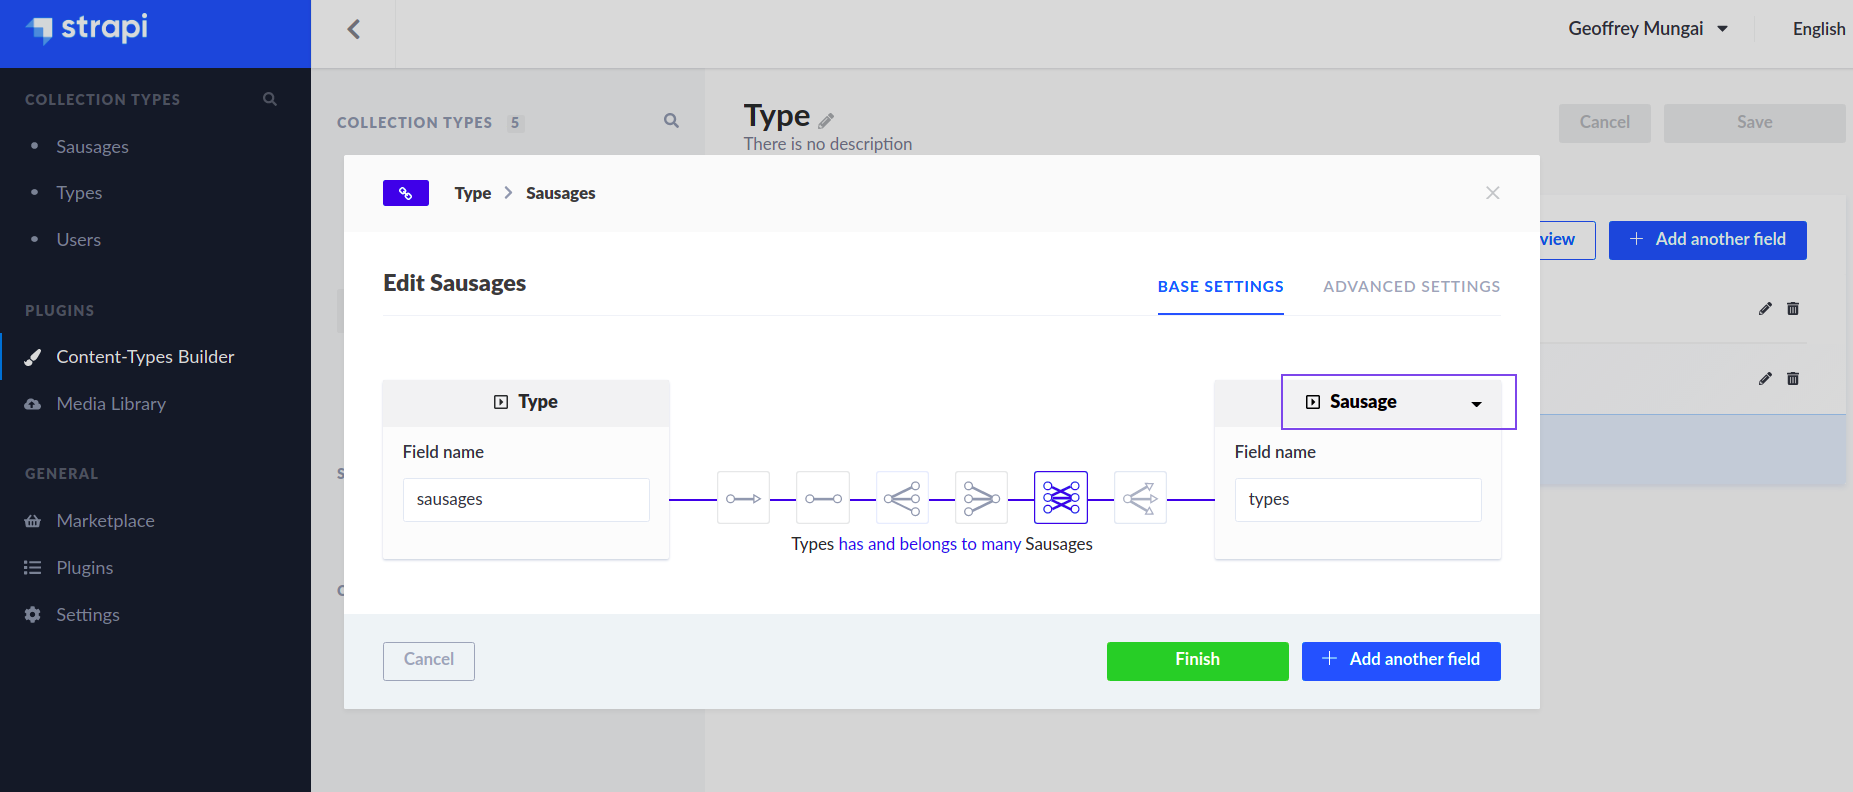 strapi
Geoffrey Mungai
English
COLLECTION TYPES
Sausages
Types
Users
PLUGINS
Content-Types Builder
Media Library
GENERAL
Marketplace
Plugins
Settings
COLLECTION TYPES 5
Type
There is no description
Cancel
Save
view
Add another field
Type Sausages
Edit Sausages
BASE SETTINGS
ADVANCED SETTINGS
Type
Field name
sausages
Types has and belongs to many Sausages
Sausage
Field name
types
Cancel
Finish
Add another field